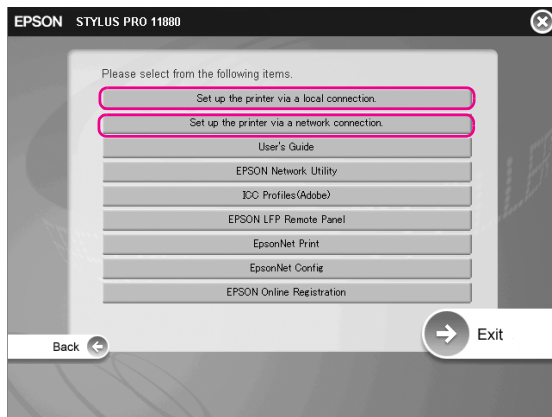 EPSON STYLUS PRO 11880
Please select from the following items.
Set up the printer via a local connection.
Set up the printer via a network connection.
User's Guide
EPSON Network Utility
ICC Profiles(Adobe)
EPSON LFP Remote Panel
EpsonNet Print
EpsonNet Config
EPSON Online Registration
Exit
Back